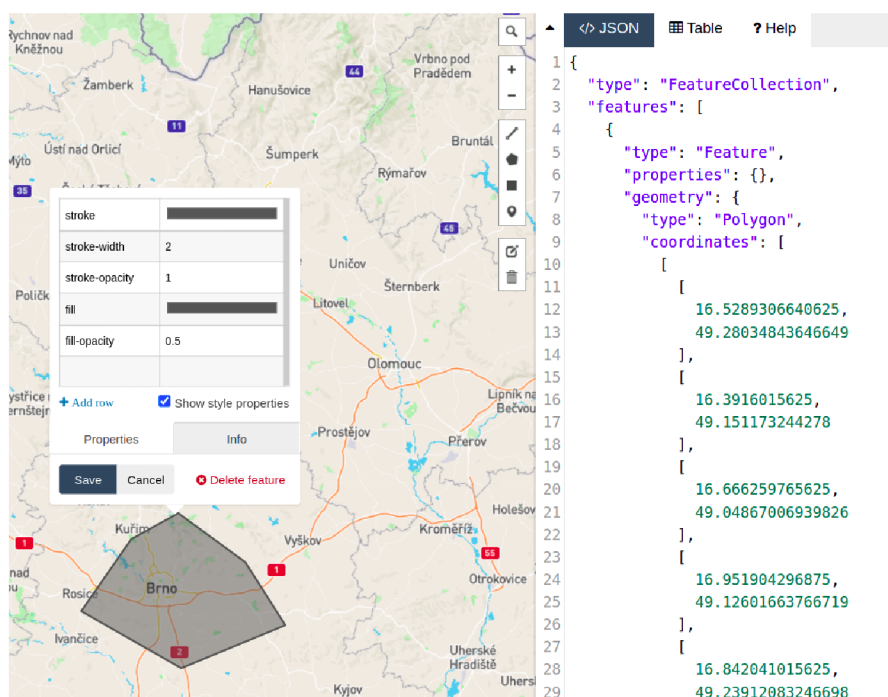 Rychnov nad
Kněžnou
Žamberk
44
Vrbno pod
Pradědem
Hanušovice
11
Ústí nad Orlicí
Šumperk
Bruntál
Mýto
Rýmařov
35
45
Uničov
Šternberk
Litovel
Olomouc
Lipník na
Bečvou
Prostějov
Přerov
Kuřim
Vyškov
Holešov
Kroměříž
1
55
1
Otrokovice
nad
Rosice
Brno
Ivančice
2
Uherské
Hradiště
Kyjov
stroke
stroke-width 2
stroke-opacity 1
fill
fill-opacity 0.5
+ Add row Show style properties
Properties Info
Save Cancel Delete feature
+
−
</> JSON Table ? Help
1 {
2 "type": "FeatureCollection",
3 "features": [
4 {
5 "type": "Feature",
6 "properties": {},
7 "geometry": {
8 "type": "Polygon",
9 "coordinates": [
10 [
11 [
12 16.5289306640625,
13 49.28034843646649
14 ],
15 [
16 16.3916015625,
17 49.151173244278
18 ],
19 [
20 16.666259765625,
21 49.04867006939826
22 ],
23 [
24 16.951904296875,
25 49.12601663766719
26 ],
27 [
28 16.842041015625,
29 49.23912083246698